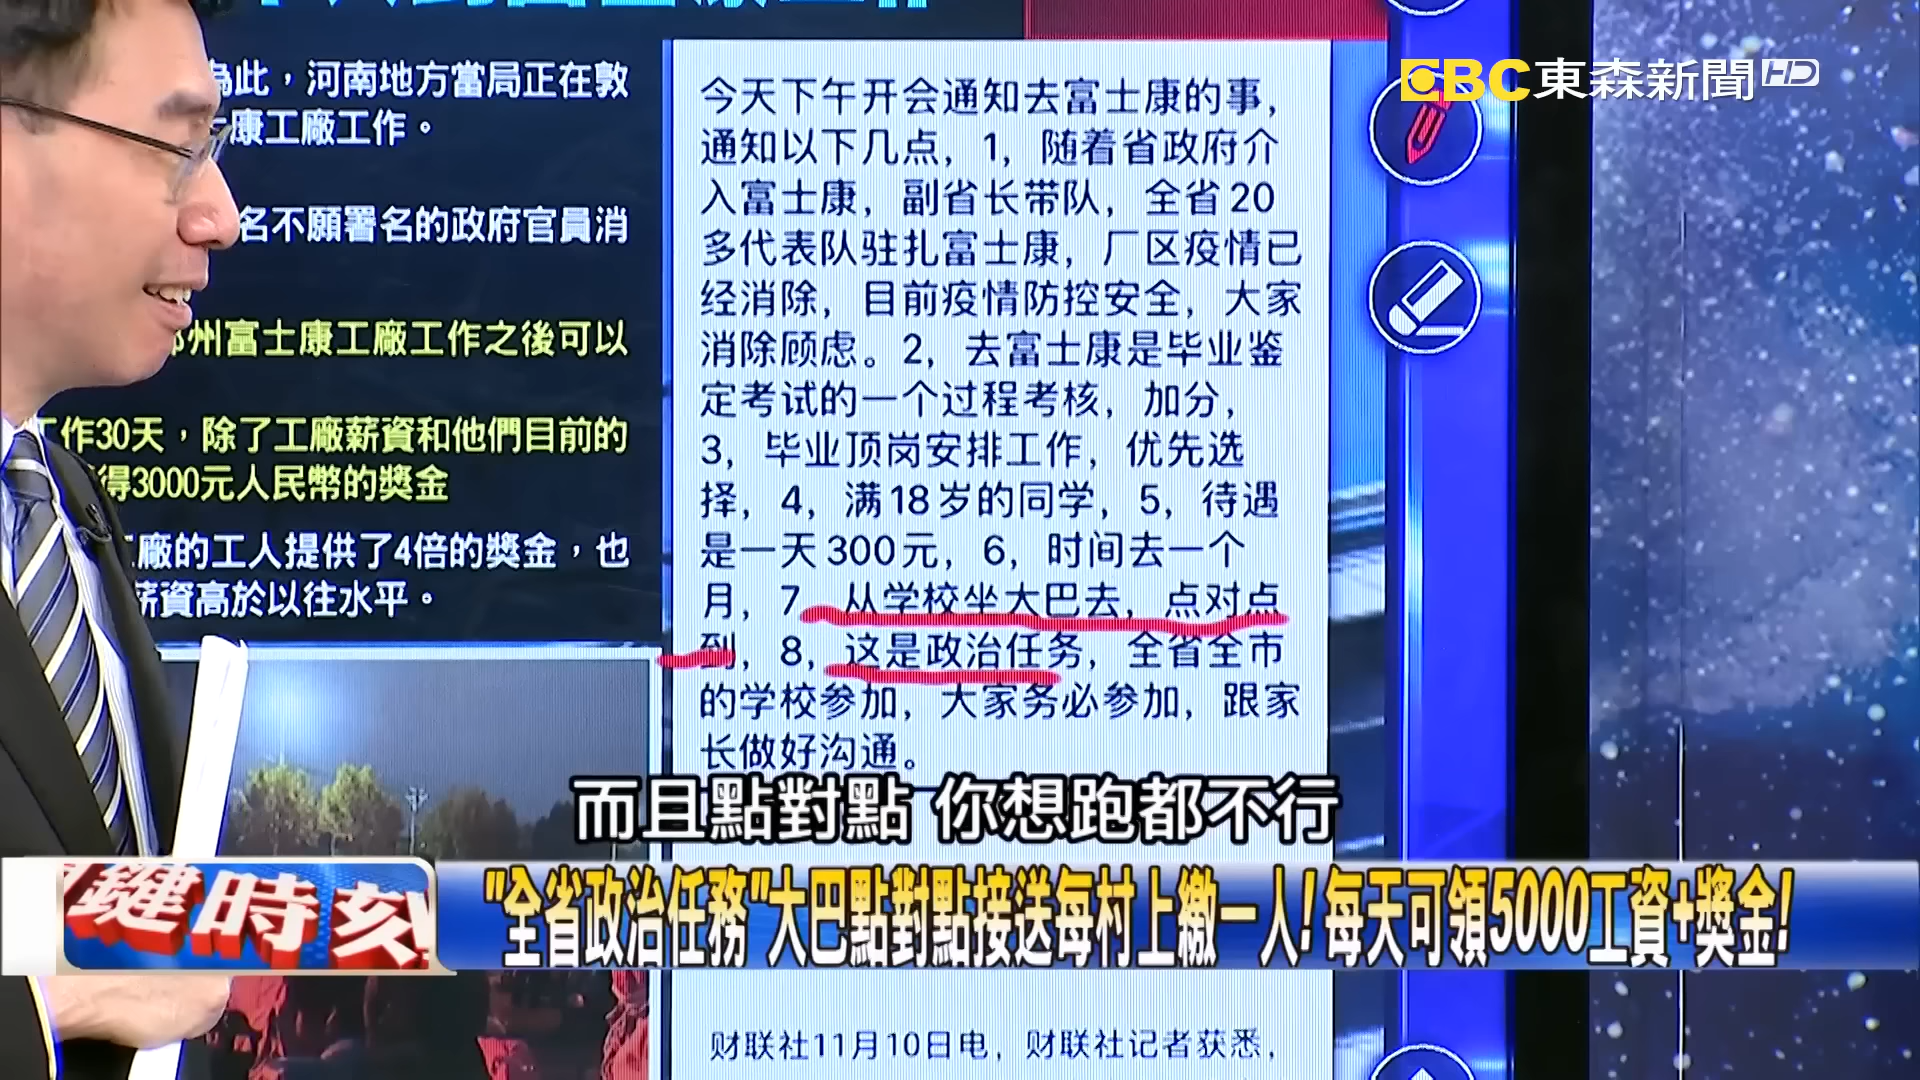 為此，河南地方當局正在敦
康工廠工作。
名不願署名的政府官員消
州富士康工廠工作之後可以
工作30天，除了工廠薪資和他們目前的
得3000元人民幣的獎金
廠的工人提供了4倍的獎金，也
薪資高於以往水平。
今天下午开会通知去富士康的事，
通知以下几点，1，随着省政府介
入富士康，副省长带队，全省20
多代表队驻扎富士康，厂区疫情已
经消除，目前疫情防控安全，大家
消除顾虑。2，去富士康是毕业鉴
定考试的一个过程考核，加分，
3，毕业顶岗安排工作，优先选
择，4，满18岁的同学，5，待遇
是一天300元，6，时间去一个
月，7，从学校坐大巴去，点对点
到，8，这是政治任务，全省全市
的学校参加，大家务必参加，跟家
长做好沟通。
EBC東森新聞HD
而且點對點 你想跑都不行
鍵時刻
"全省政治任務"大巴點對點接送每村上繳一人!每天可領5000工資+獎金!
财联社11月10日电，财联社记者获悉，